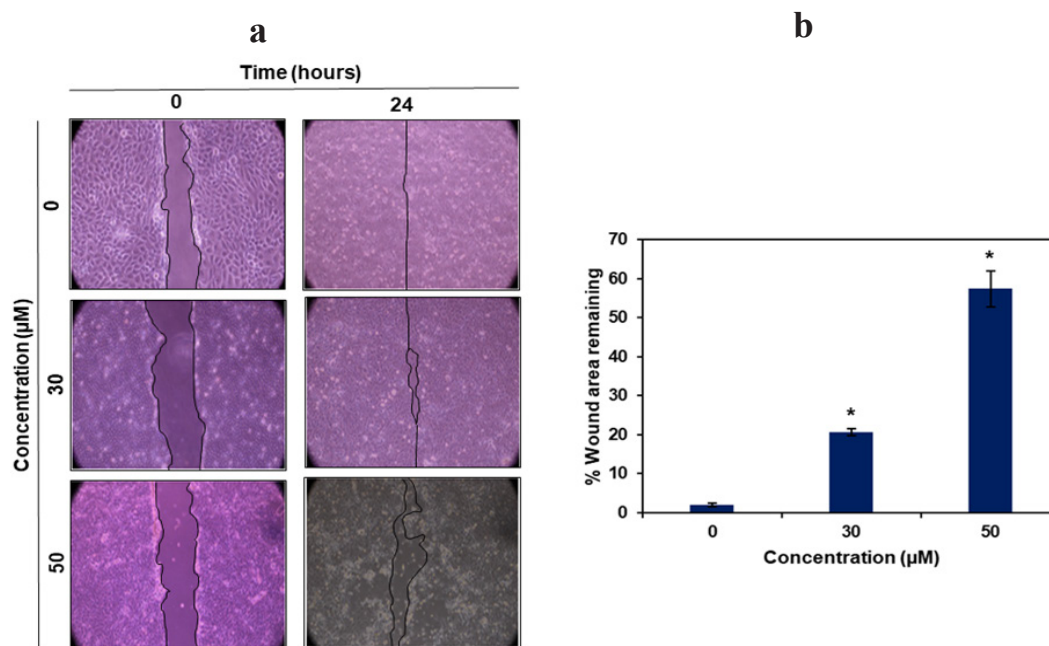 a
Time (hours)
0 24
Concentration (μM)
0
30
50
b
% Wound area remaining
70
60
50
40
30
20
10
0
*
*
0 30 50
Concentration (μM)